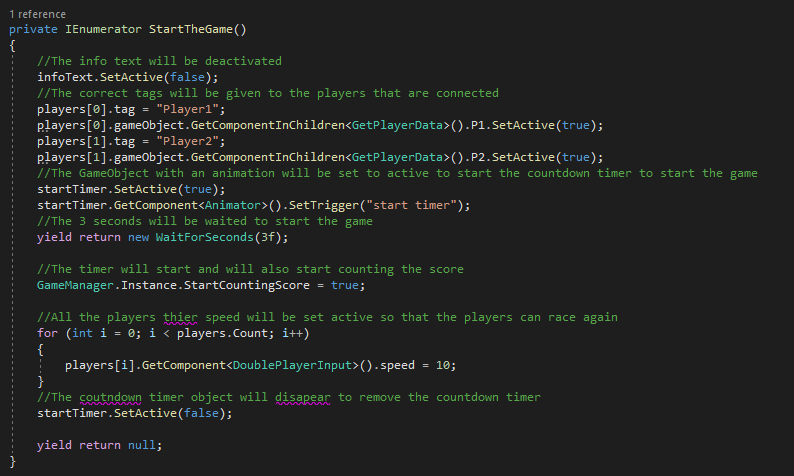 1 reference
private IEnumerator StartTheGame()
{
//The info text will be deactivated
infoText.SetActive(false);
//The correct tags will be given to the players that are connected
players[0].tag = "Player1";
players[0].gameObject.GetComponentInChildren<GetPlayerData>().P1.SetActive(true);
players[1].tag = "Player2";
players[1].gameObject.GetComponentInChildren<GetPlayerData>().P2.SetActive(true);
//The GameObject with an animation will be set to active to start the countdown timer to start the game
startTimer.SetActive(true);
startTimer.GetComponent<Animator>().SetTrigger("start timer");
//The 3 seconds will be waited to start the game
yield return new WaitForSeconds(3f);
//The timer will start and will also start counting the score
GameManager.Instance.StartCountingScore = true;
//All the players thier speed will be set active so that the players can race again
for (int i = 0; i < players.Count; i++)
{
players[i].GetComponent<DoublePlayerInput>().speed = 10;
}
//The coutndown timer object will disapear to remove the countdown timer
startTimer.SetActive(false);
yield return null;
}